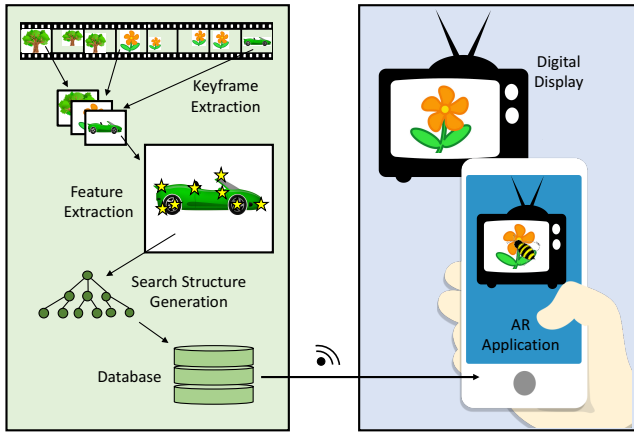 Keyframe
Extraction
Feature
Extraction
Search Structure
Generation
Database
Digital
Display
AR
Application